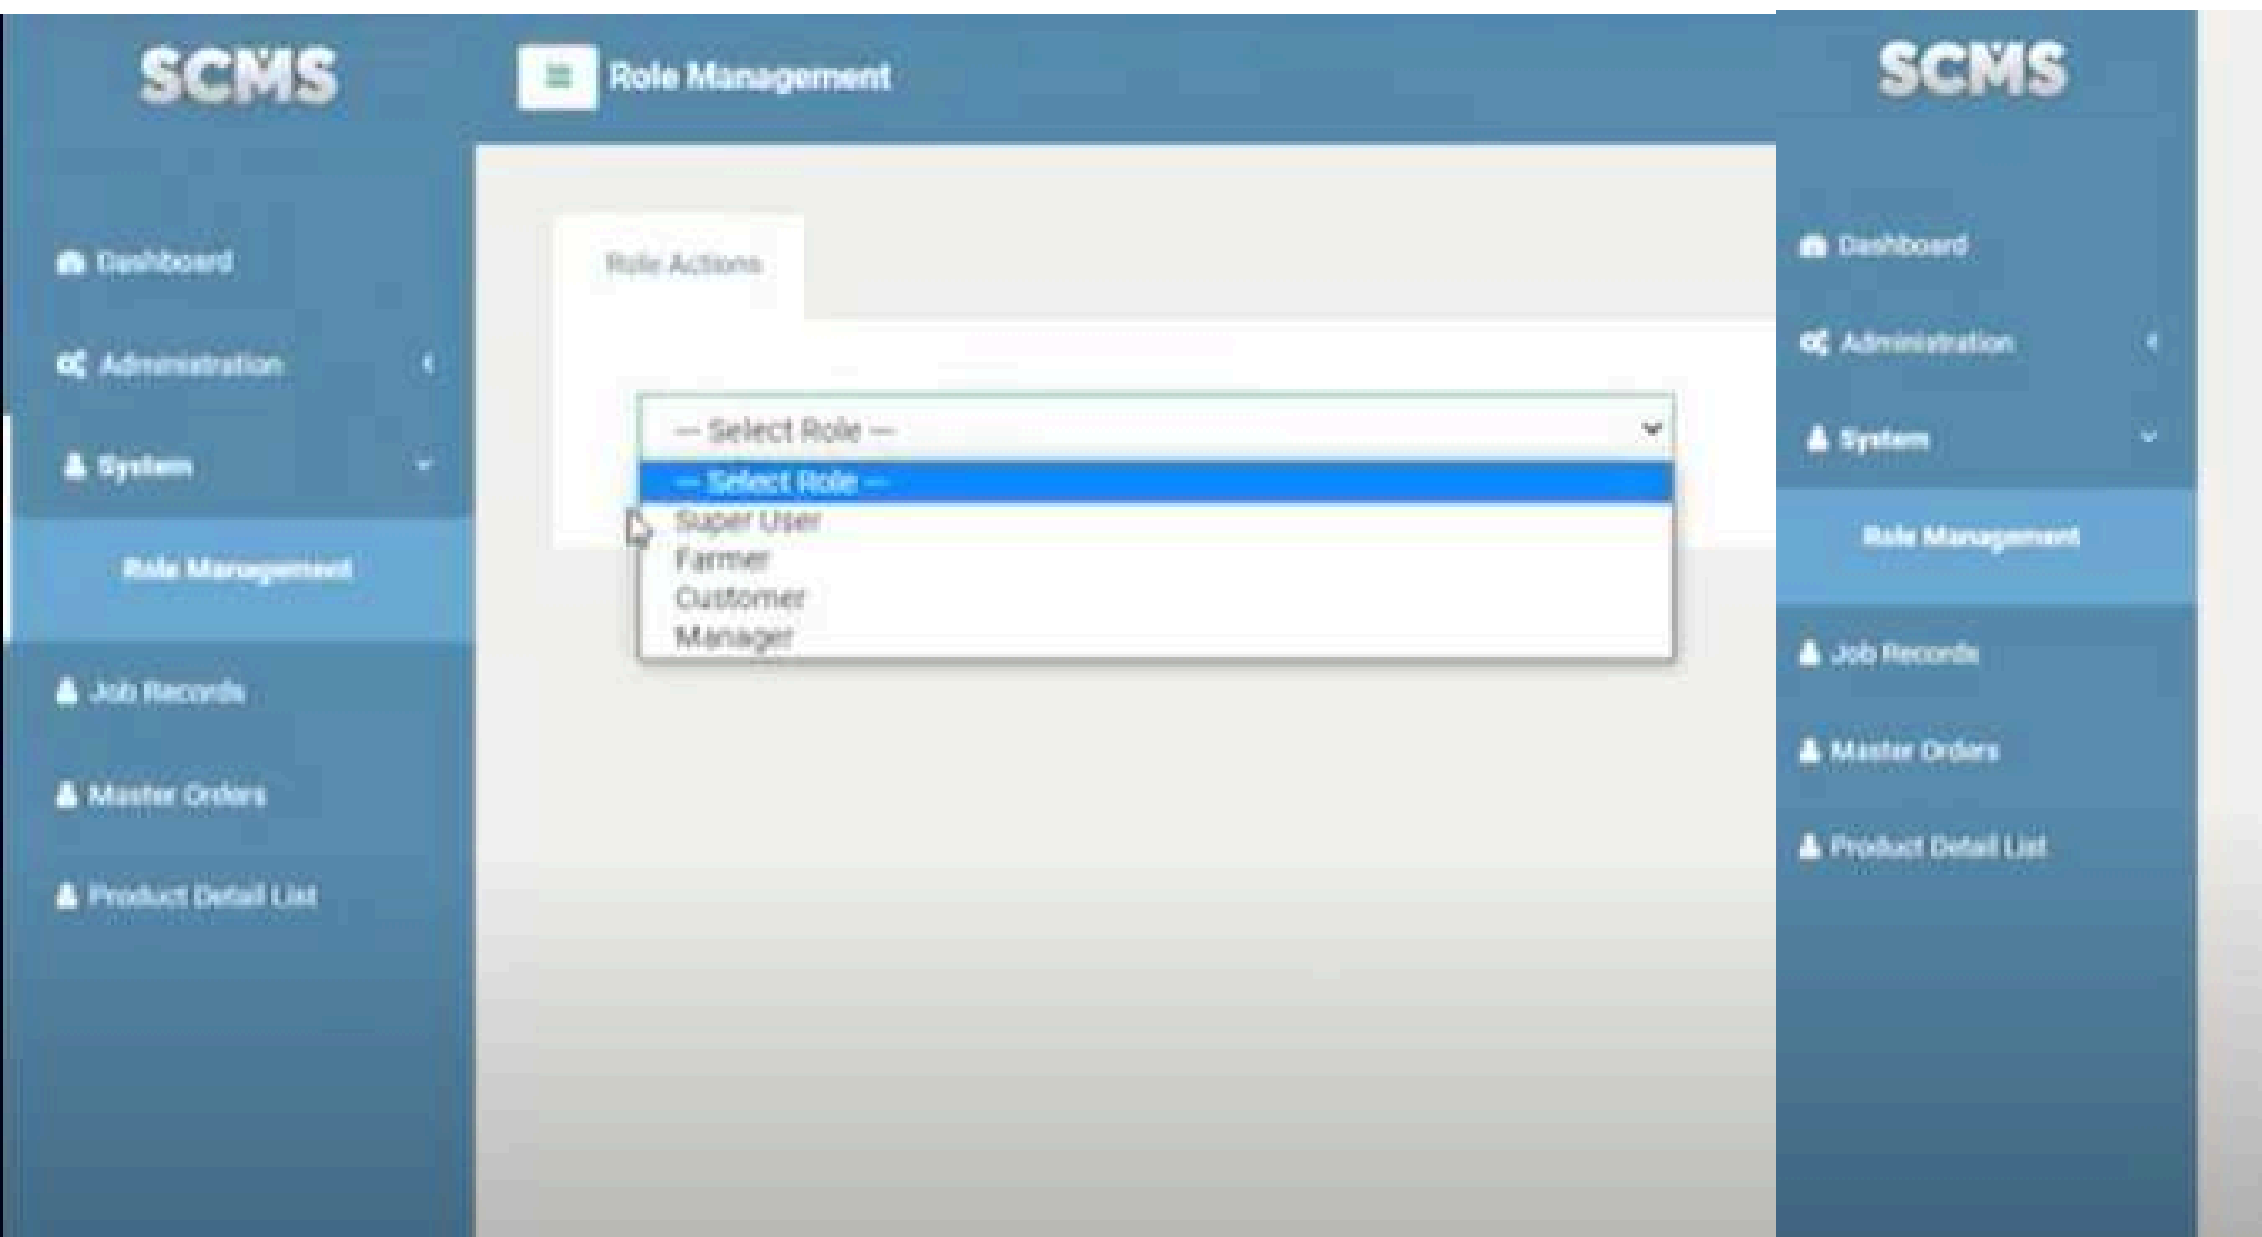 SCMS
Role Management
Dashboard
Administration
System
Role Management
Job Records
Master Orders
Product Detail List
Role Actions
--- Select Role ---
--- Select Role ---
Super User
Farmer
Customer
Manager
SCMS
Dashboard
Administration
System
Role Management
Job Records
Master Orders
Product Detail List